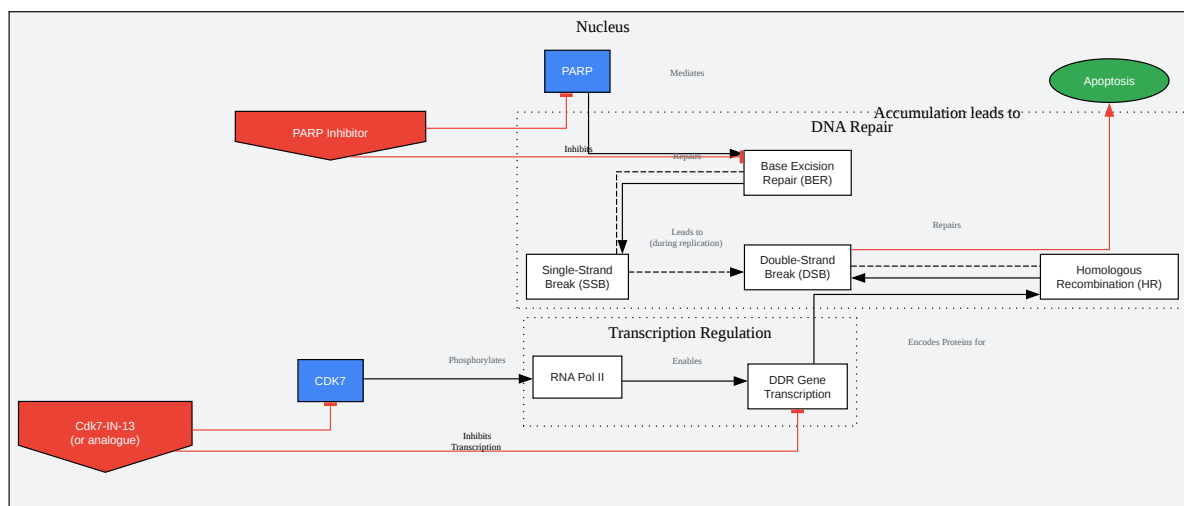 Nucleus
PARP
Mediates
Apoptosis
Accumulation leads to
DNA Repair
PARP Inhibitor
Inhibits
Repairs
Base Excision
Repair (BER)
Leads to
(during replication)
Repairs
Single-Strand
Break (SSB)
Double-Strand
Break (DSB)
Homologous
Recombination (HR)
Transcription Regulation
Encodes Proteins for
Phosphorylates
Enables
CDK7
RNA Pol II
DDR Gene
Transcription
Cdk7-IN-13
(or analogue)
Inhibits
Transcription